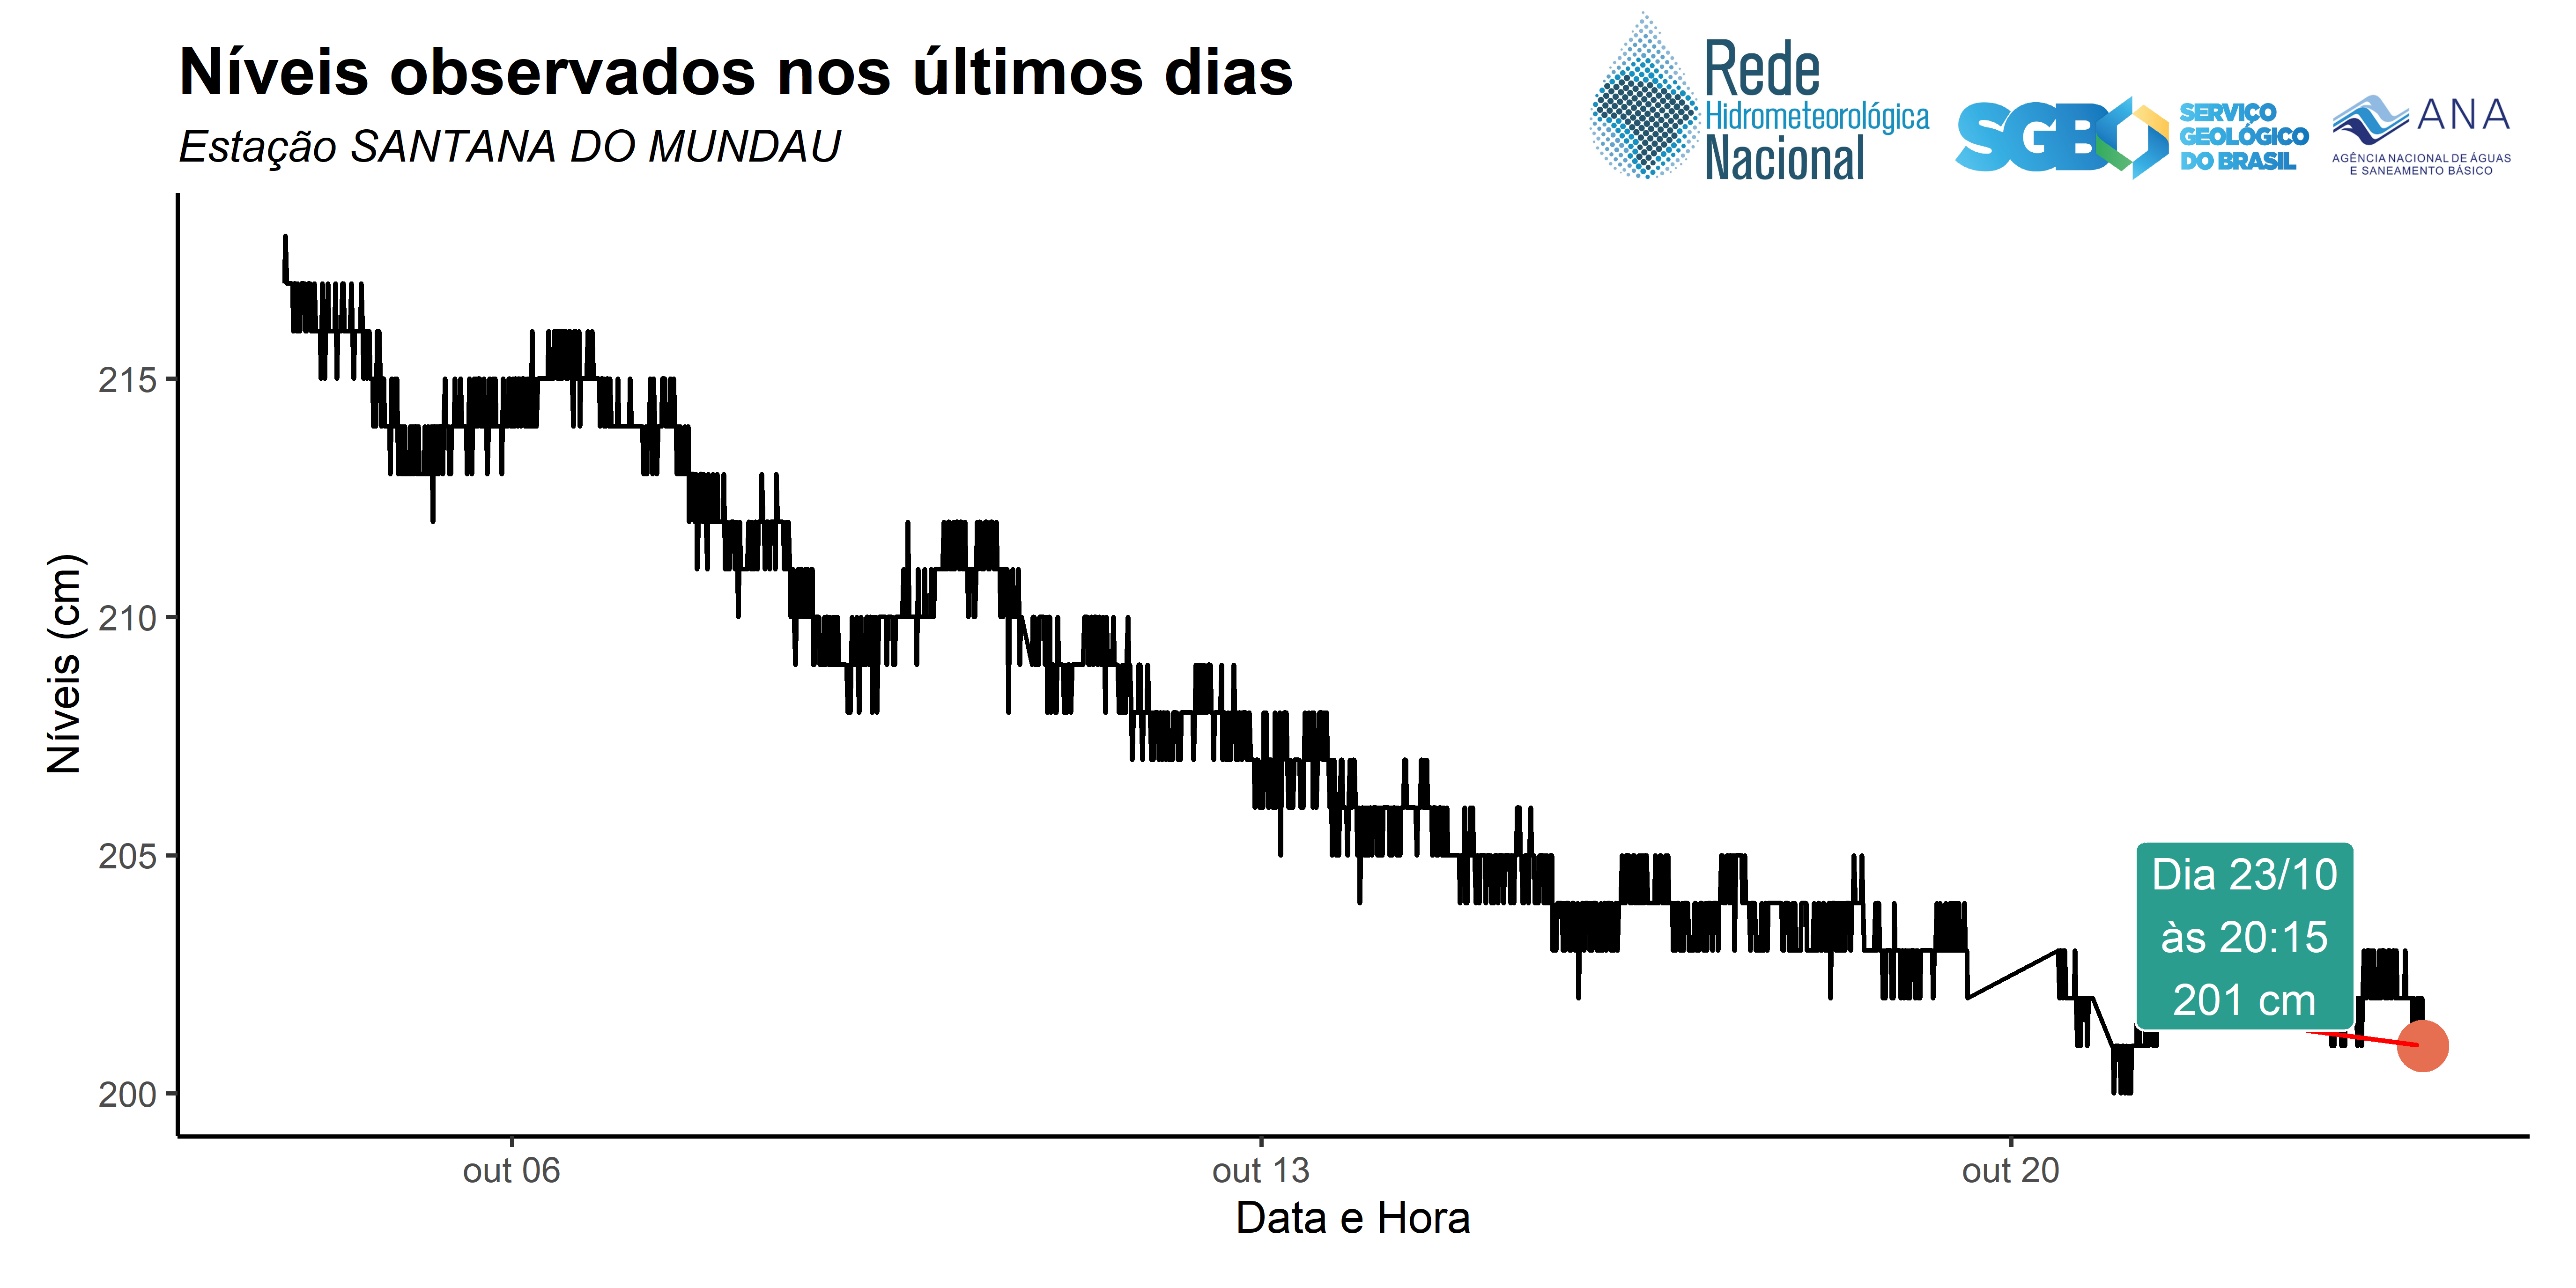 Níveis observados nos últimos dias
Estação SANTANA DO MUNDAU
Rede
Hidrometeorológica
Nacional
SGB
SERVIÇO
GEOLÓGICO
DO BRASIL
ANA
AGÊNCIA NACIONAL DE ÁGUAS
E SANEAMENTO BÁSICO
Níveis (cm)
215
210
205
200
Dia 23/10
às 20:15
201 cm
out 06
out 13
out 20
Data e Hora